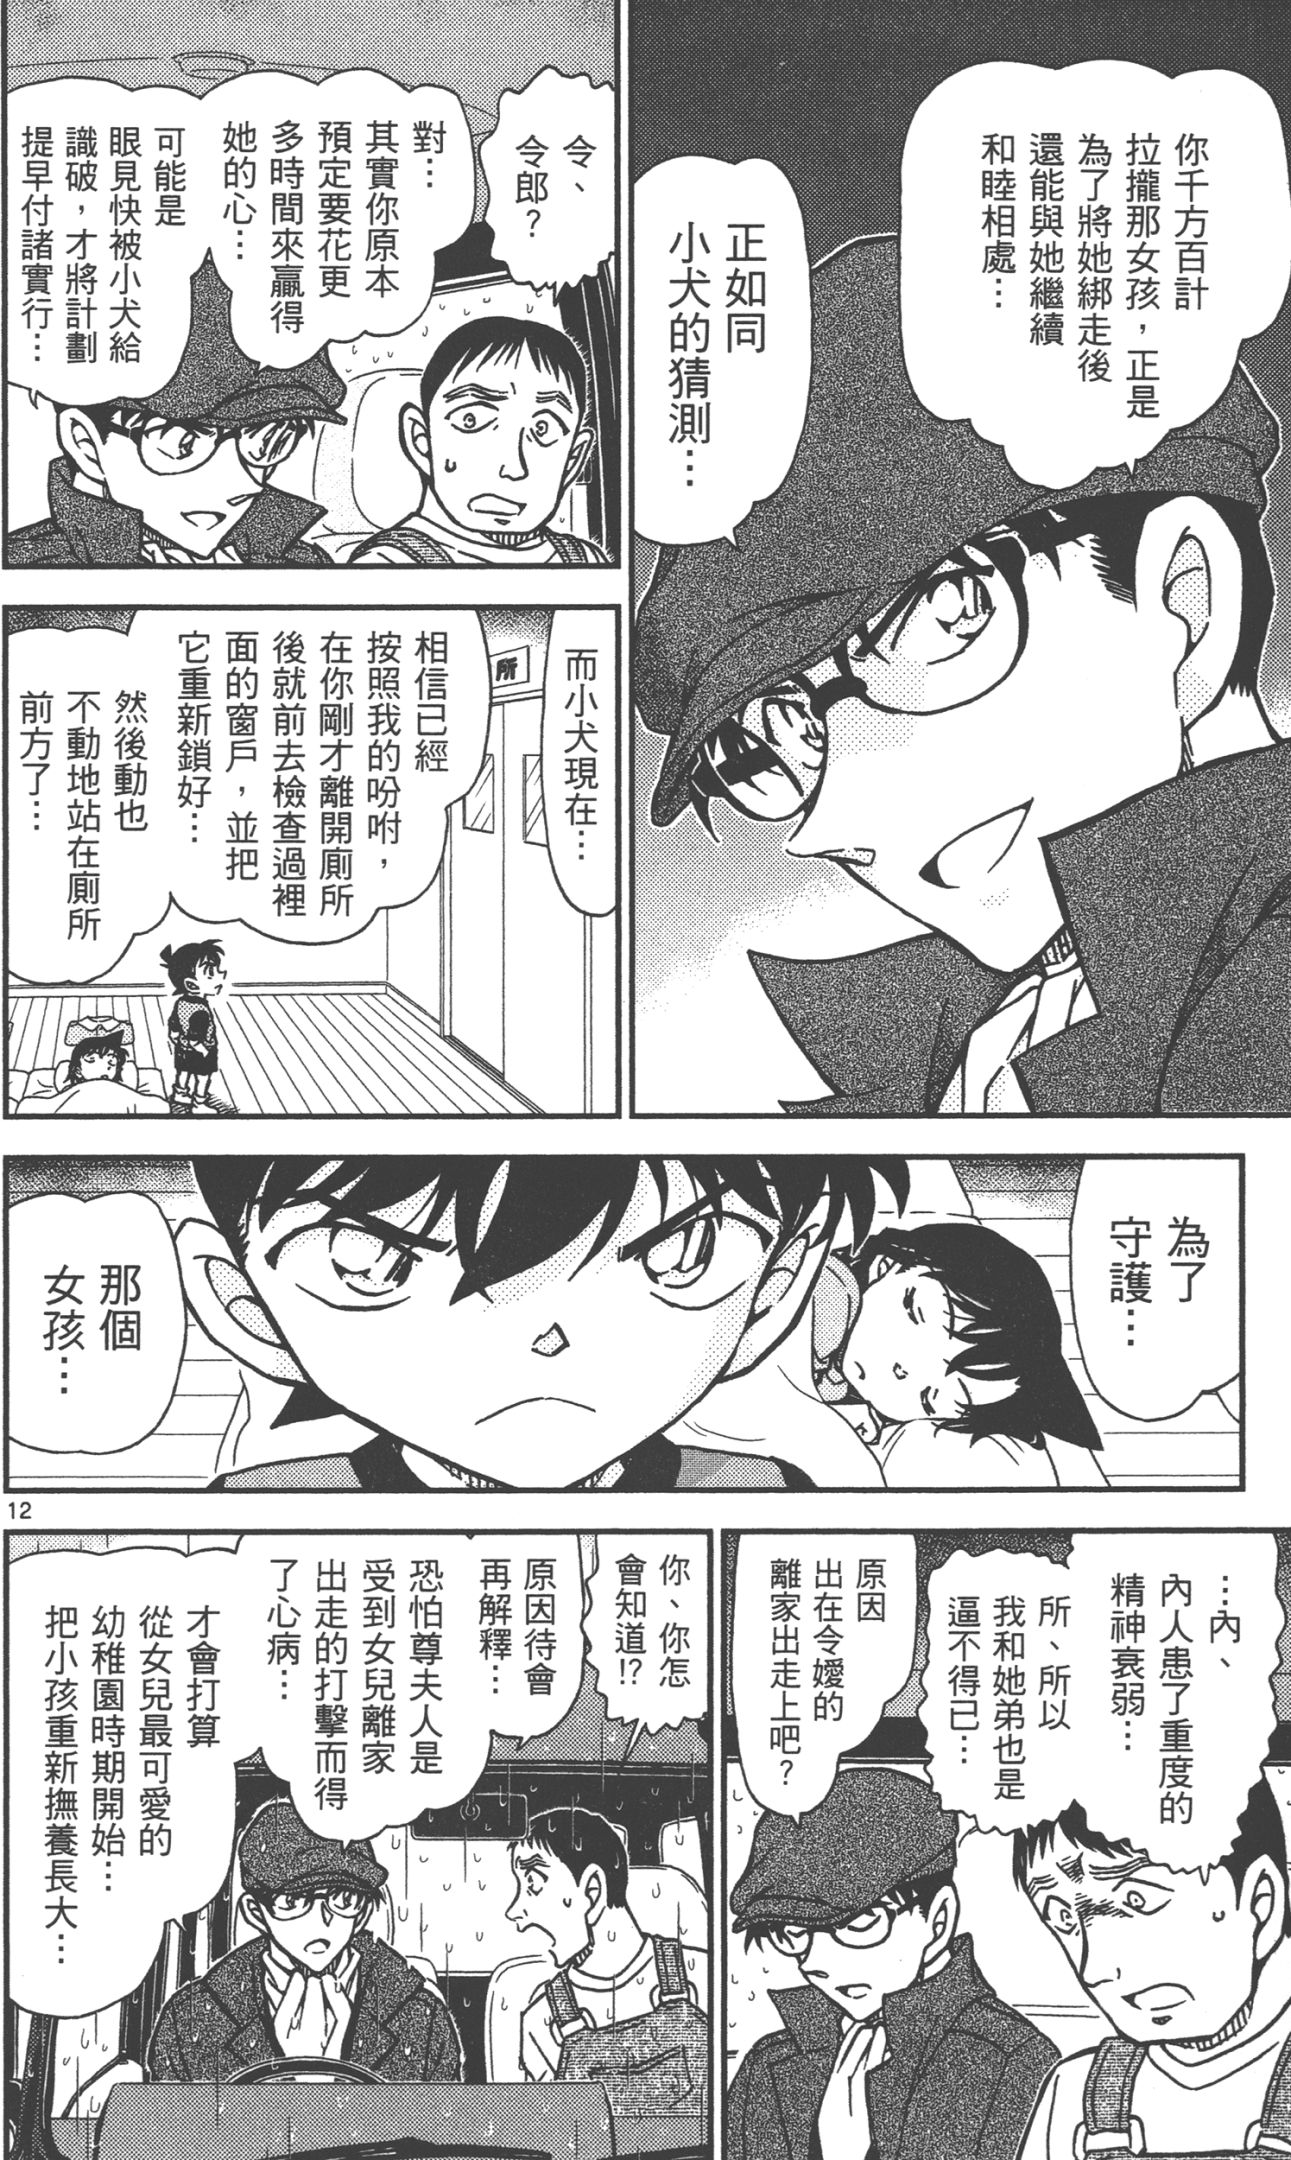 你千方百計
拉攏那女孩，正是
為了將她綁走後
還能與她繼續
和睦相處…
正如同
小犬的猜測…
令、
令郎？
對…
其實你原本
預定要花更
多時間來贏得
她的心…
可能是
眼見快被小犬給
識破，才將計劃
提早付諸實行…
而小犬現在…
所
相信已經
按照我的吩咐，
在你剛才離開廁所
後就前去檢查過裡
面的窗戶，並把
它重新鎖好…
然後動也
不動地站在廁所
前方了…
為了
守護…
那個
女孩…
12
…內、
內人患了重度的
精神衰弱…
所、所以
我和她弟也是
逼不得已…
原因
出在令嬡的
離家出走上吧？
你、你怎
會知道!?
原因待會
再解釋…
恐怕尊夫人是
受到女兒離家
出走的打擊而得
了心病…
才會打算
從女兒最可愛的
幼稚園時期開始…
把小孩重新撫養長大…